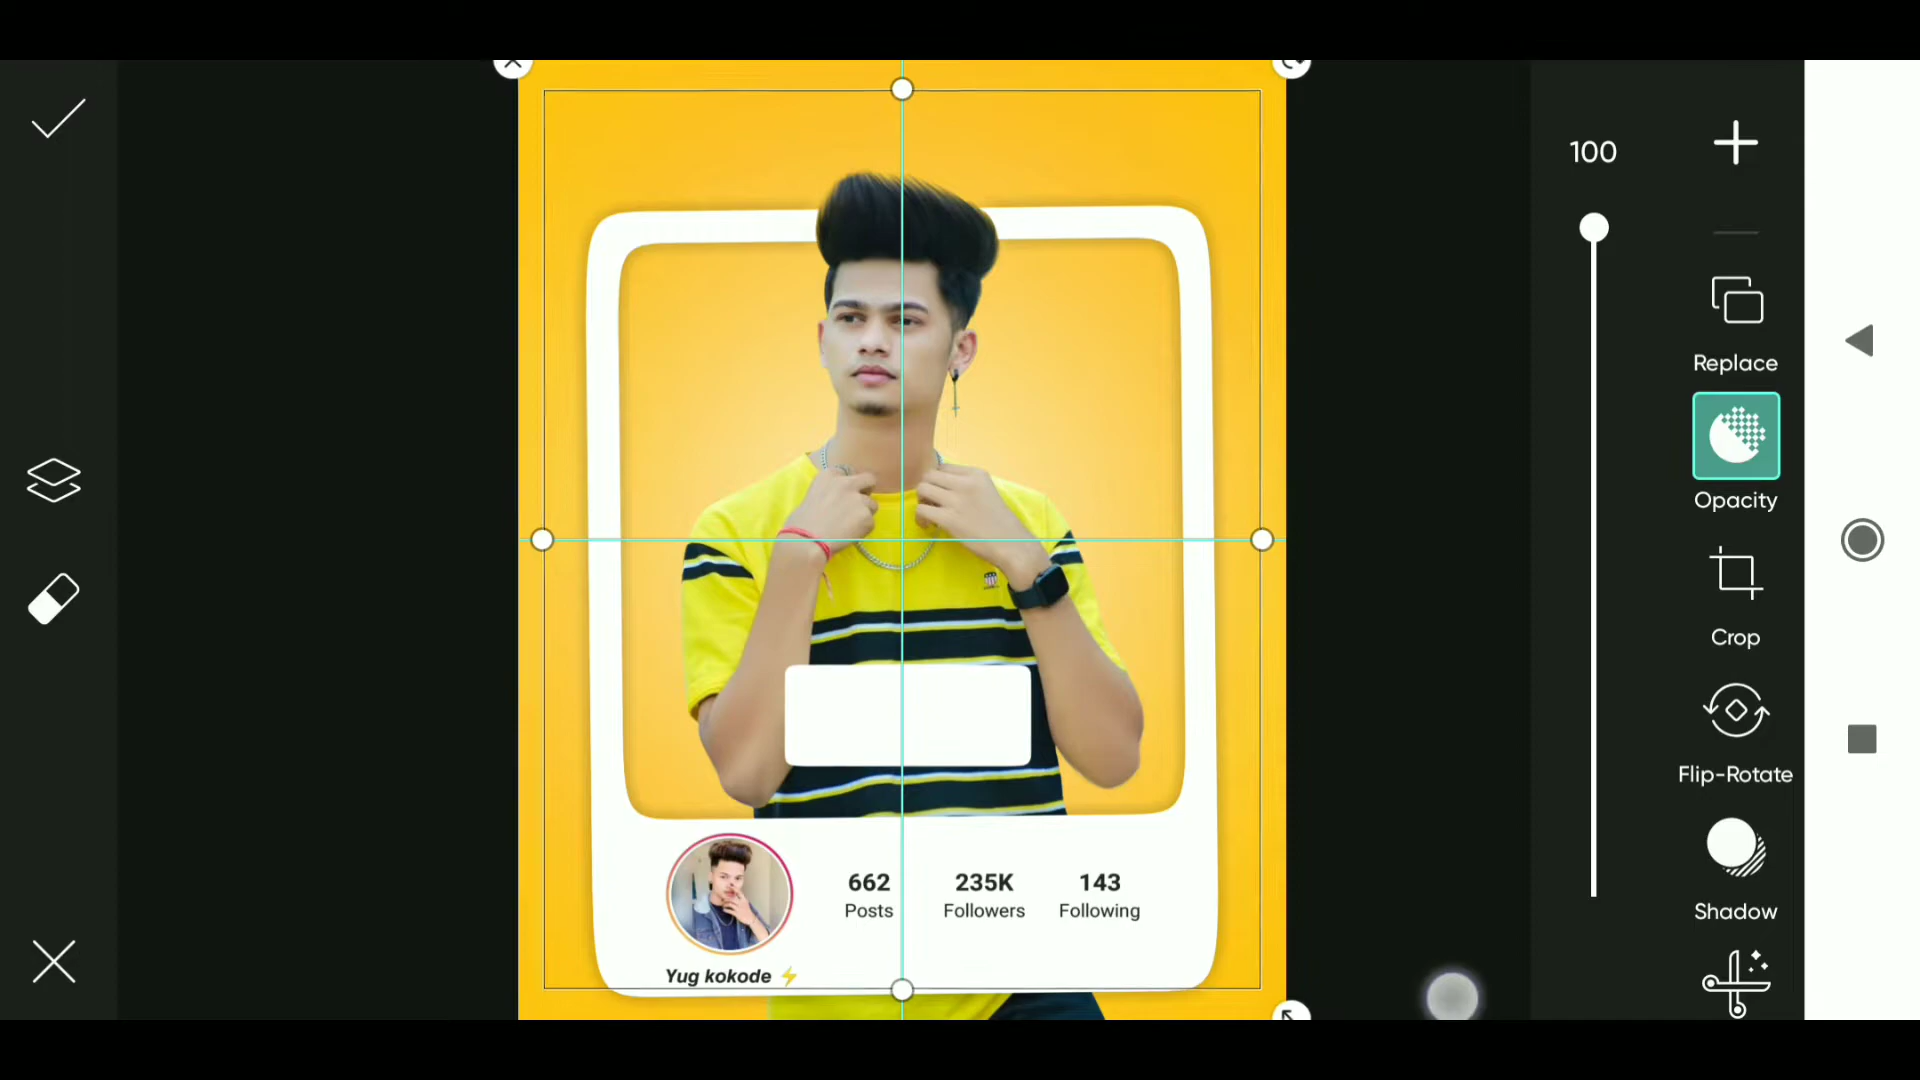 100
Replace
Opacity
Crop
Flip-Rotate
Shadow
662 235K 143
Posts Followers Following
Yug kokode ⚡